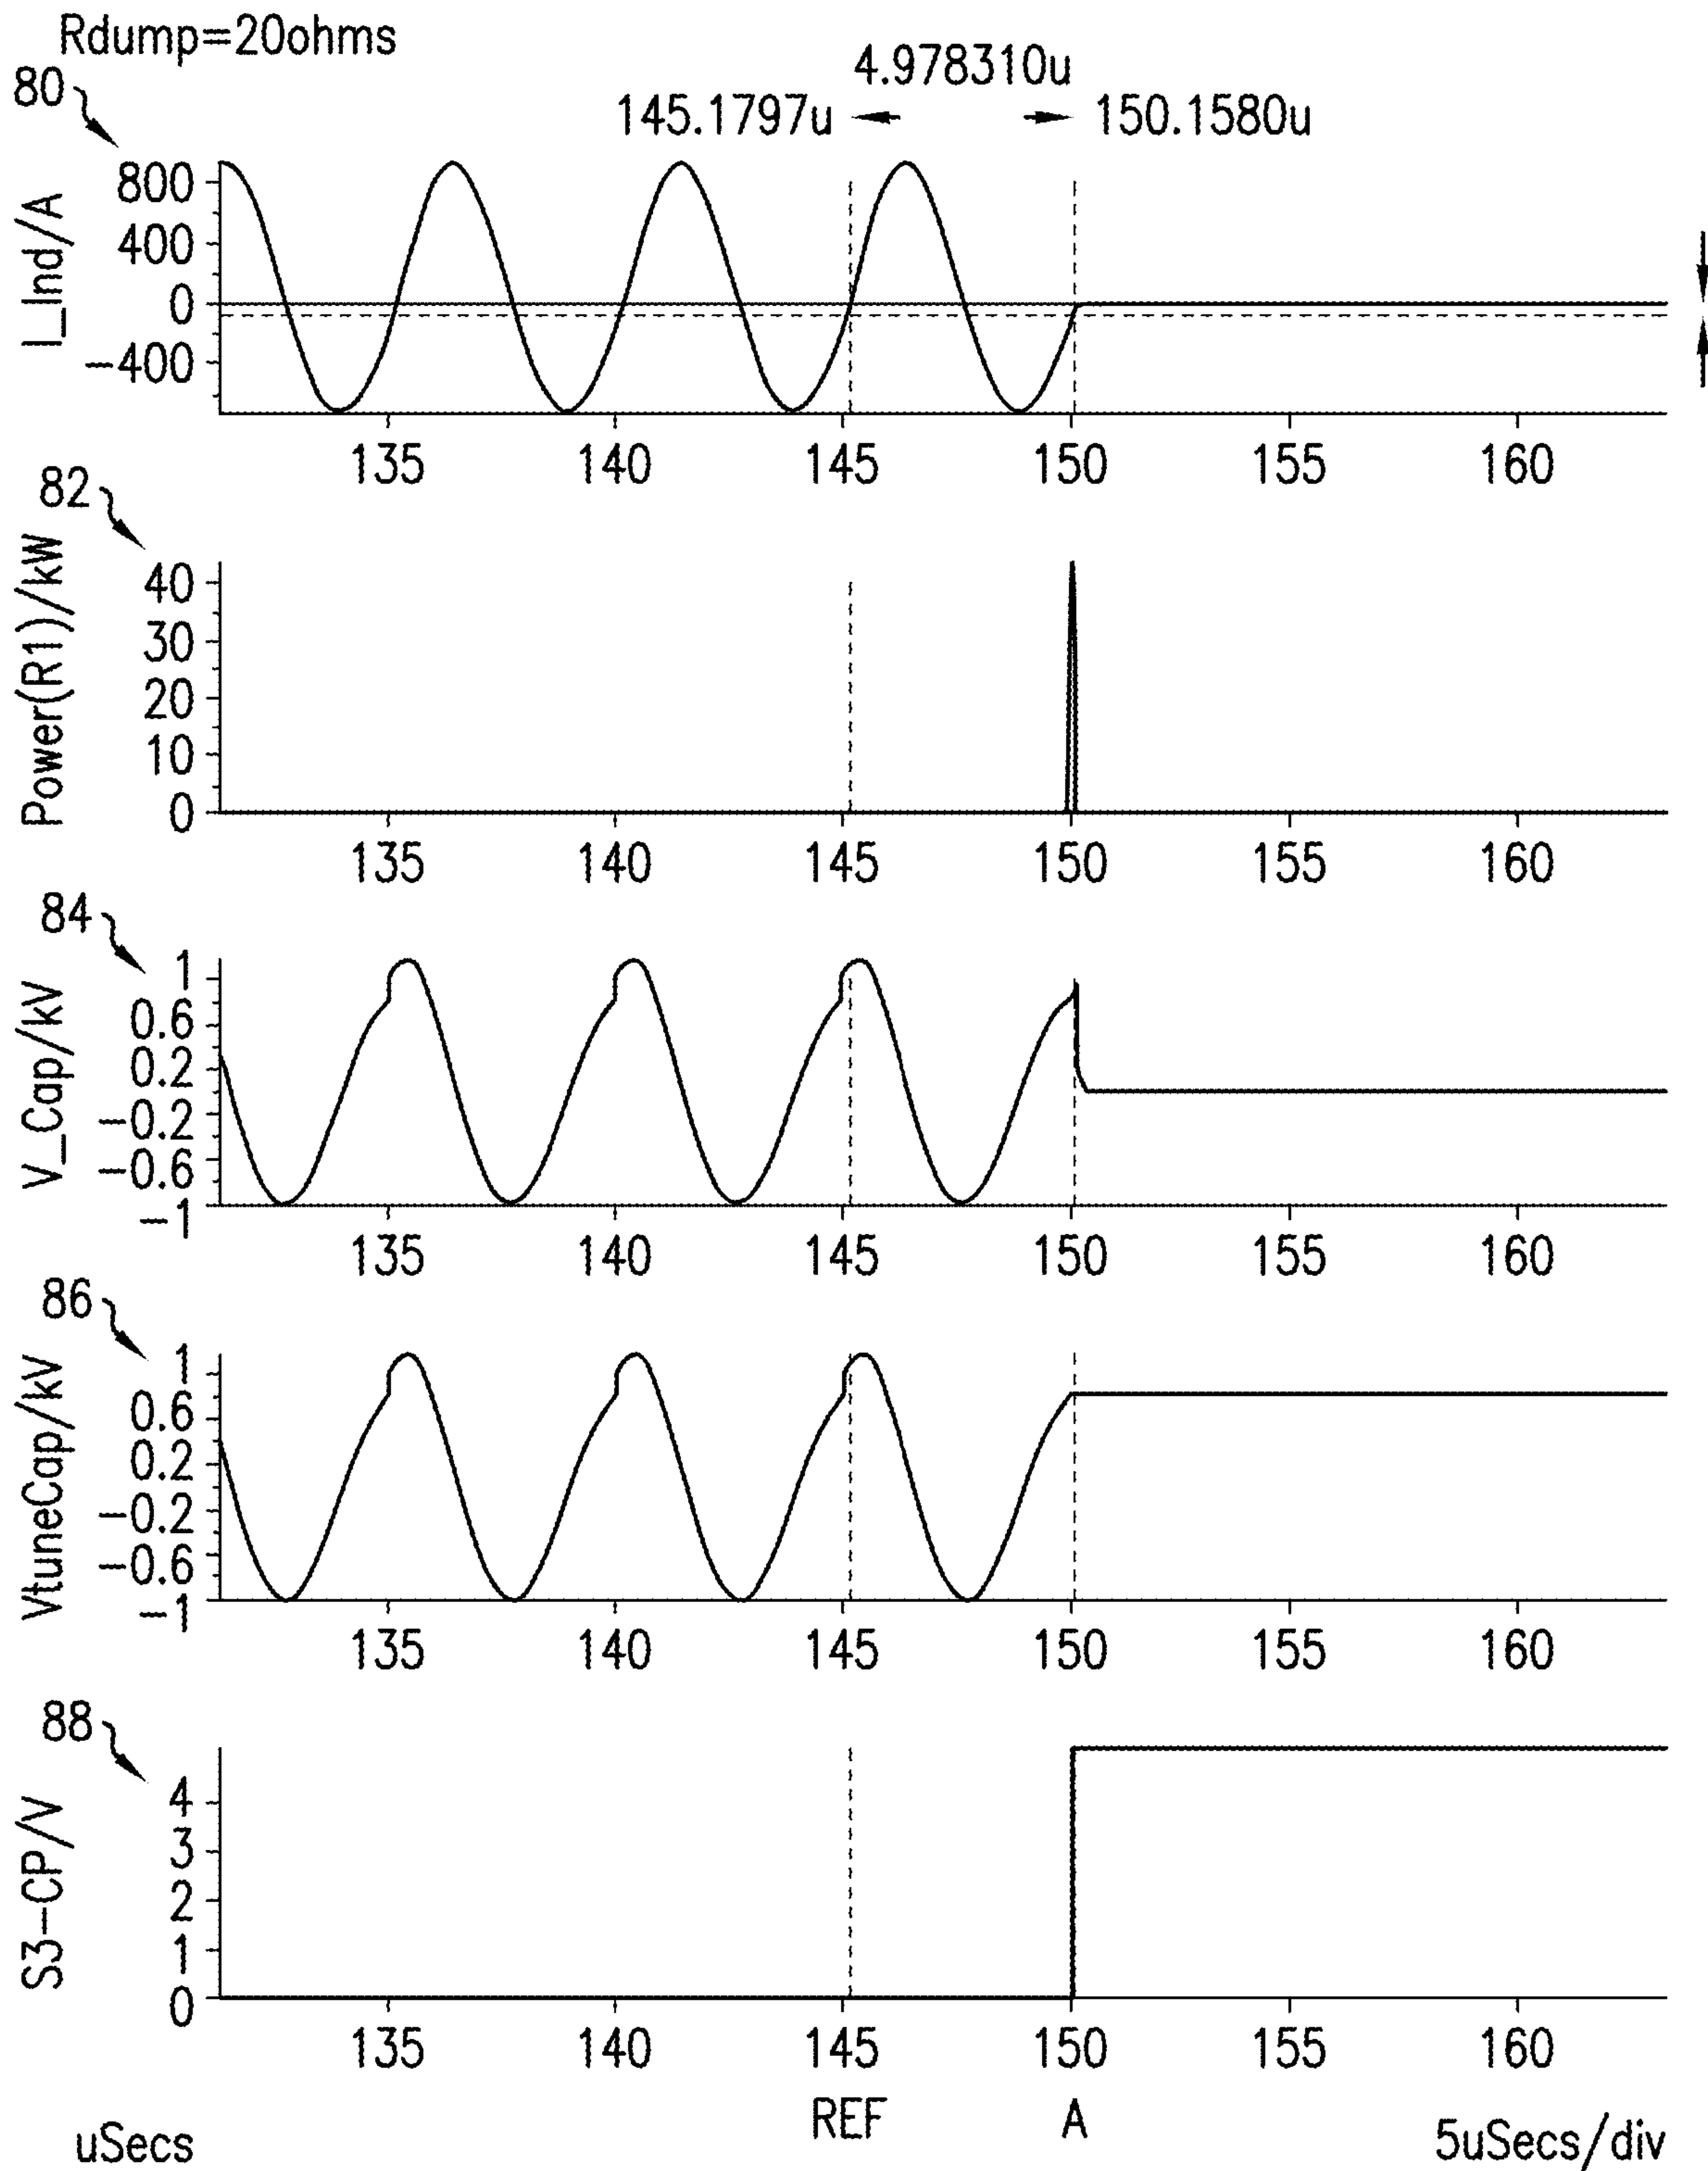 Rdump=20ohms
4.978310u
145.1797u
150.1580u
80
I_Ind/A
800
400
0
-400
135 140 145 150 155 160
82
Power(R1)/kW
40
30
20
10
0
135 140 145 150 155 160
84
V_Cap/kV
1
0.6
0.2
-0.2
-0.6
-1
135 140 145 150 155 160
86
VtuneCap/kV
1
0.6
0.2
-0.2
-0.6
-1
135 140 145 150 155 160
88
S3-CP/V
4
3
2
1
0
135 140 145 150 155 160
REF A
uSecs 5uSecs/div